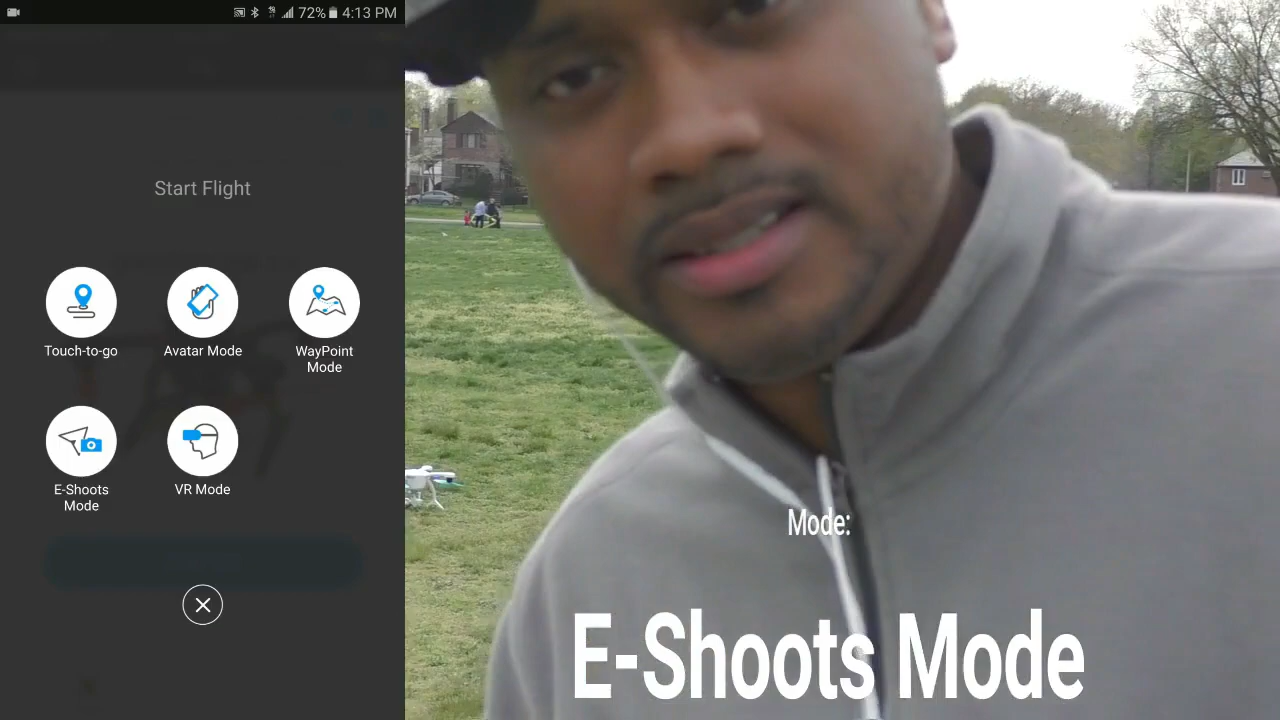 72% 4:13 PM
Start Flight
Touch-to-go
Avatar Mode
WayPoint
Mode
E-Shoots
Mode
VR Mode
Mode:
E-Shoots Mode